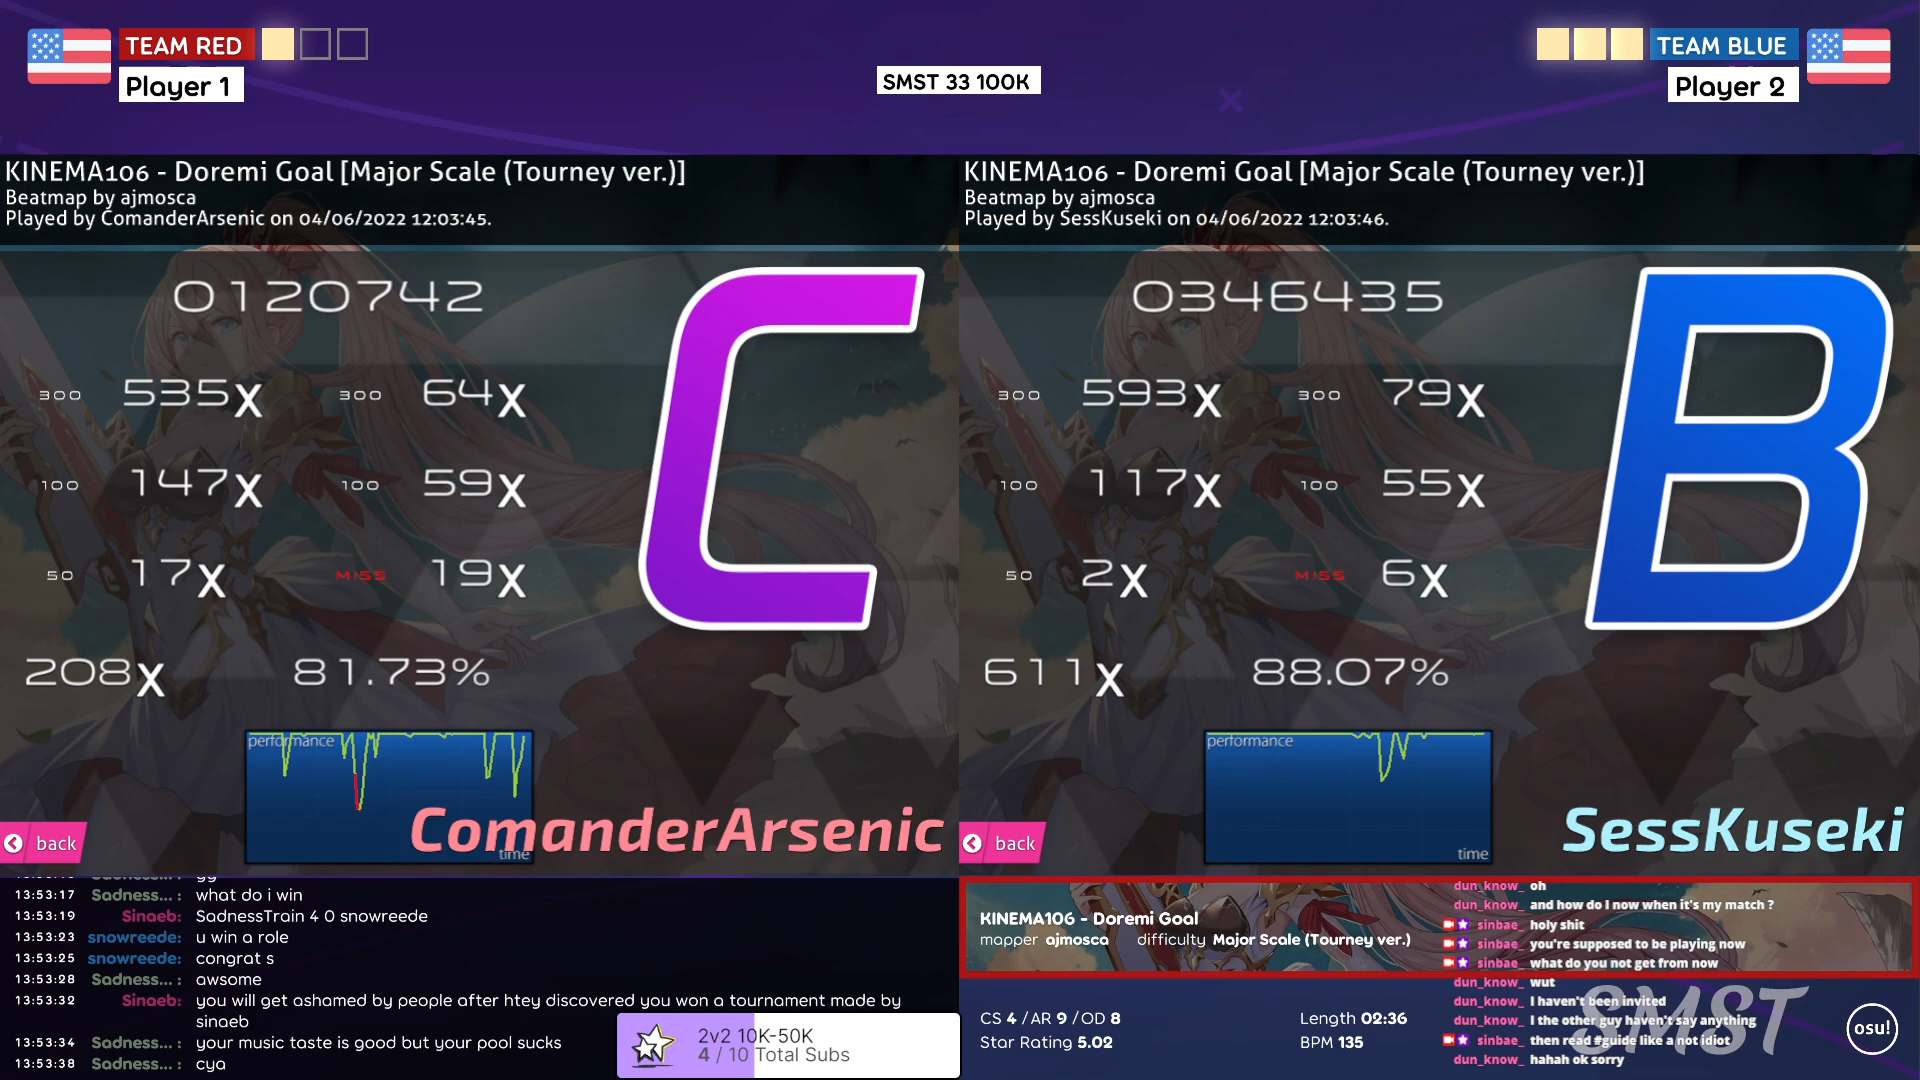 TEAM RED
Player 1
SMST 33 100K
TEAM BLUE
Player 2
KINEMA106 - Doremi Goal [Major Scale (Tourney ver.)]
Beatmap by ajmosca
Played by ComanderArsenic on 04/06/2022 12:03:45.
0120742
300 535x 300 64x
100 147x 100 59x
50 17x MISS 19x
208x 81.73%
C
performance
time
back
ComanderArsenic
KINEMA106 - Doremi Goal [Major Scale (Tourney ver.)]
Beatmap by ajmosca
Played by SessKuseki on 04/06/2022 12:03:46.
0346435
300 593x 300 79x
100 117x 100 55x
50 2x MISS 6x
611x 88.07%
B
performance
time
back
SessKuseki
13:53:17 Sadness... : what do i win
13:53:19 Sinaeb: SadnessTrain 4 0 snowreede
13:53:23 snowreede: u win a role
13:53:25 snowreede: congrat s
13:53:28 Sadness... : awsome
13:53:32 Sinaeb: you will get ashamed by people after htey discovered you won a tournament made by
sinaeb
13:53:34 Sadness... : your music taste is good but your pool sucks
13:53:38 Sadness... : cya
2v2 10K-50K
4 / 10 Total Subs
KINEMA106 - Doremi Goal
mapper ajmosca difficulty Major Scale (Tourney ver.)
CS 4 / AR 9 / OD 8
Star Rating 5.02
Length 02:36
BPM 135
dun_know_ oh
dun_know_ and how do I now when it's my match ?
sinbae_ holy shit
sinbae_ you're supposed to be playing now
sinbae_ what do you not get from now
dun_know_ wut
dun_know_ I haven't been invited
dun_know_ I the other guy haven't say anything
sinbae_ then read #guide like a not idiot
dun_know_ hahah ok sorry
SMST
osu!